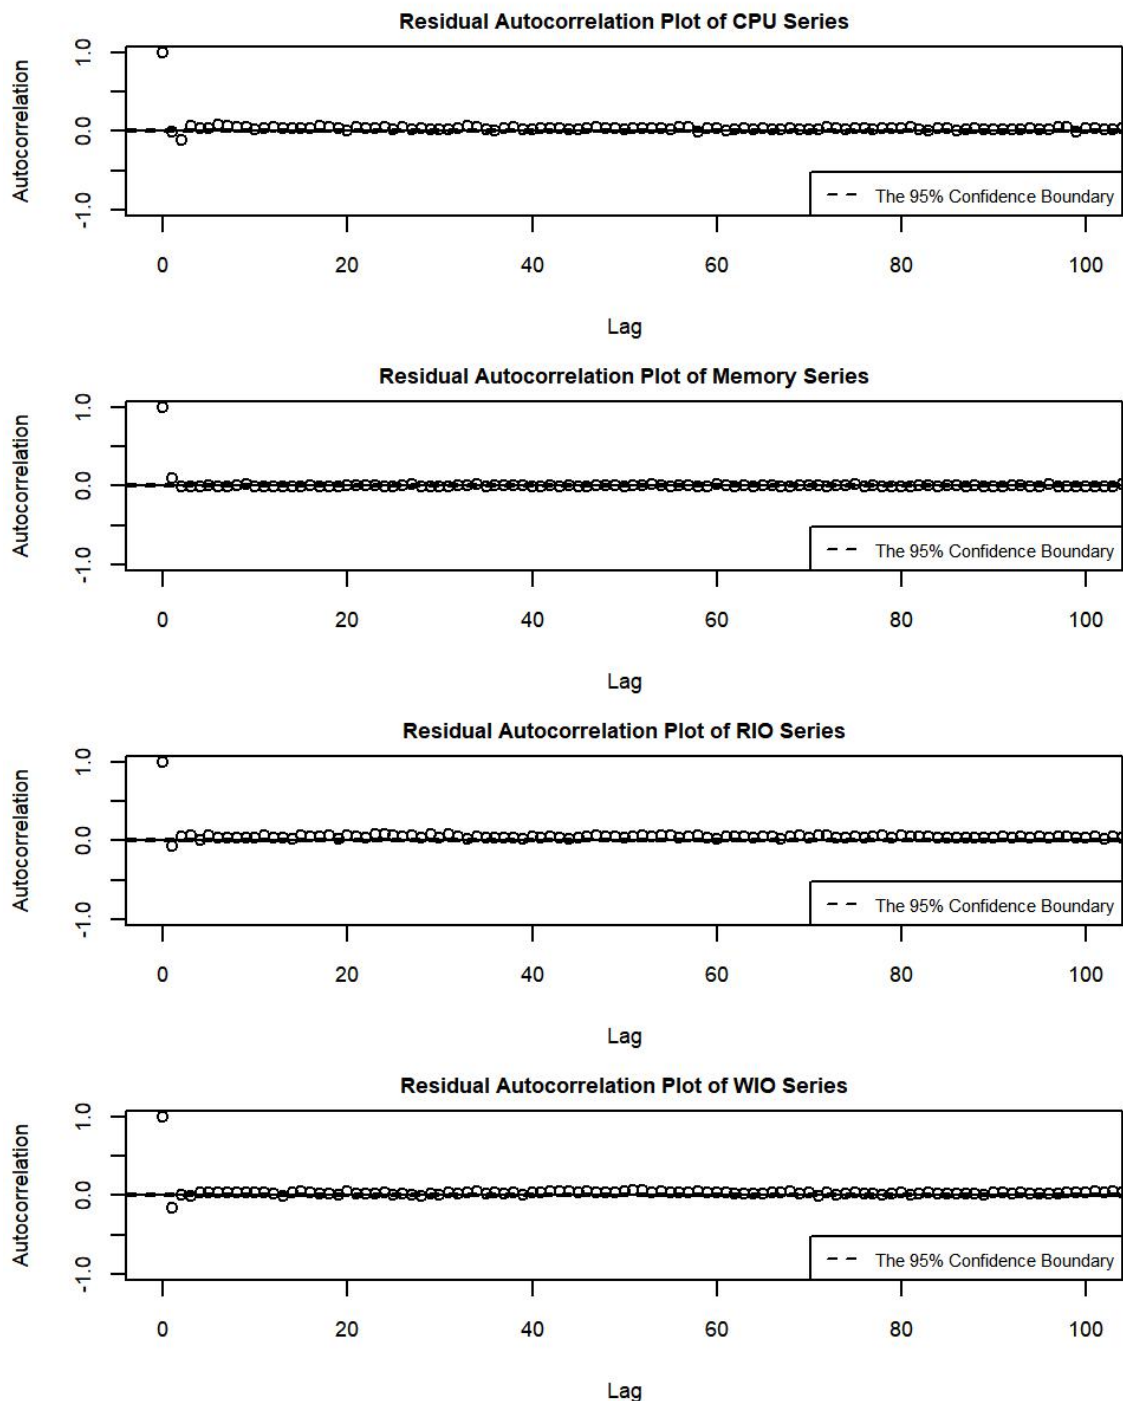 Residual Autocorrelation Plot of CPU Series
Autocorrelation
1.0
0.0
-1.0
The 95% Confidence Boundary
0 20 40 60 80 100
Lag
Residual Autocorrelation Plot of Memory Series
Autocorrelation
1.0
0.0
-1.0
The 95% Confidence Boundary
0 20 40 60 80 100
Lag
Residual Autocorrelation Plot of RIO Series
Autocorrelation
1.0
0.0
-1.0
The 95% Confidence Boundary
0 20 40 60 80 100
Lag
Residual Autocorrelation Plot of WIO Series
Autocorrelation
1.0
0.0
-1.0
The 95% Confidence Boundary
0 20 40 60 80 100
Lag